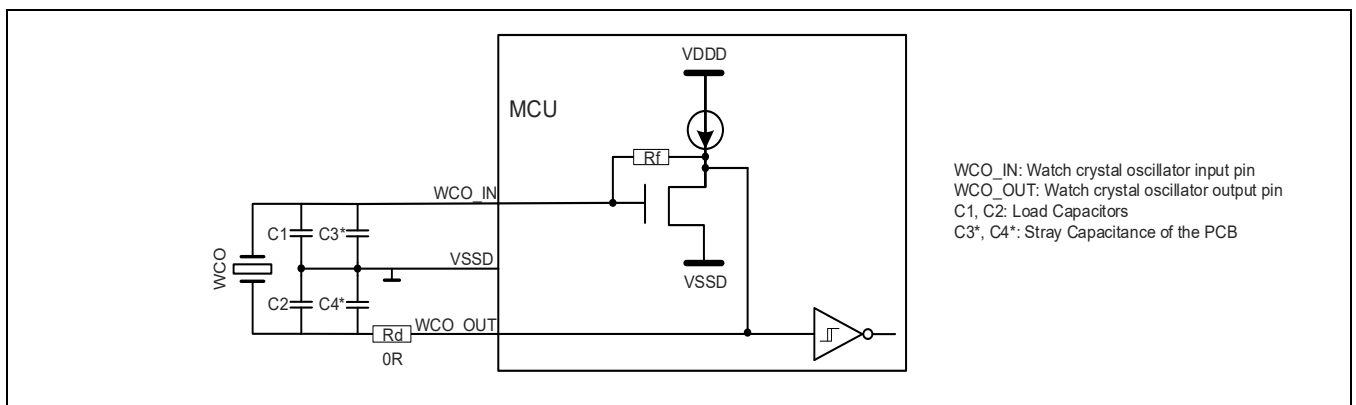 VDDD
MCU
Rf
WCO_IN
C1
C3*
VSSD
WCO
VSSD
C2
C4*
WCO_OUT
Rd
0R
WCO_IN: Watch crystal oscillator input pin
WCO_OUT: Watch crystal oscillator output pin
C1, C2: Load Capacitors
C3*, C4*: Stray Capacitance of the PCB